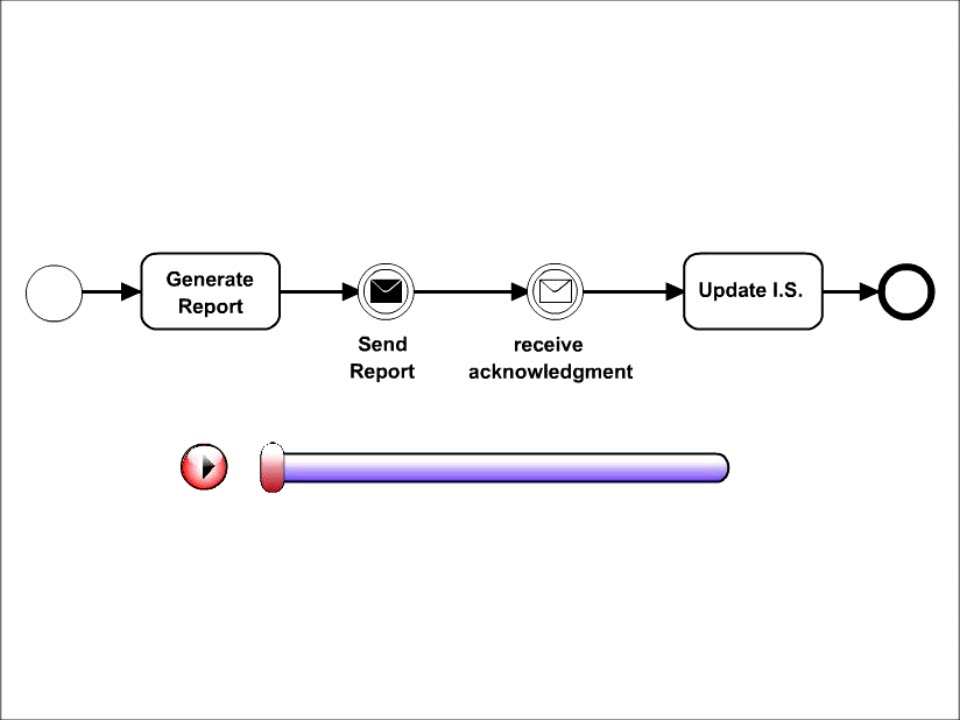 Generate
Report
Send
Report
receive
acknowledgment
Update I.S.